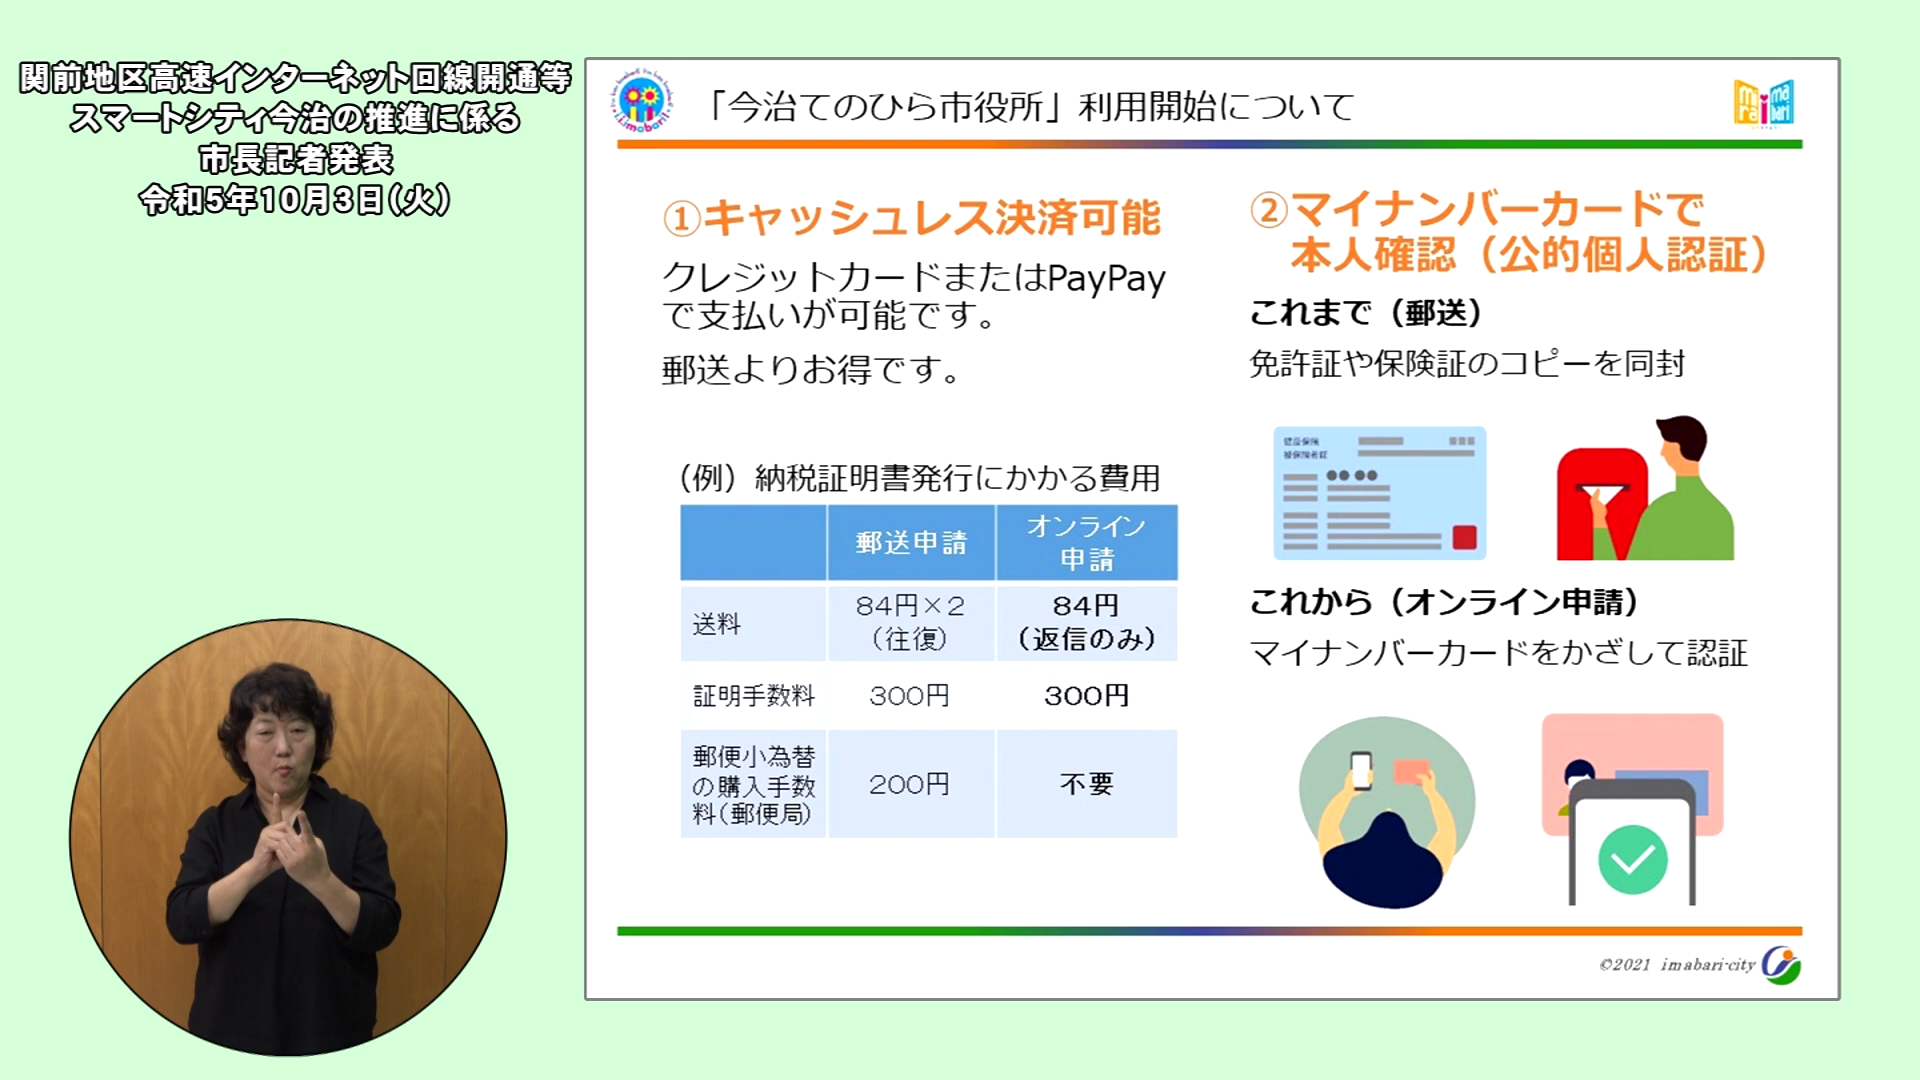 関前地区高速インターネット回線開通等
スマートシティ今治の推進に係る
市長記者発表
令和5年10月3日(火)
「今治てのひら市役所」利用開始について
①キャッシュレス決済可能
クレジットカードまたはPayPay
で支払いが可能です。
郵送よりお得です。
（例）納税証明書発行にかかる費用
郵送申請
オンライン
申請
送料
84円×2
（往復）
84円
（返信のみ）
証明手数料
300円
300円
郵便小為替
の購入手数
料(郵便局)
200円
不要
②マイナンバーカードで
本人確認（公的個人認証）
これまで（郵送）
免許証や保険証のコピーを同封
これから（オンライン申請）
マイナンバーカードをかざして認証
©2021 imabari-city